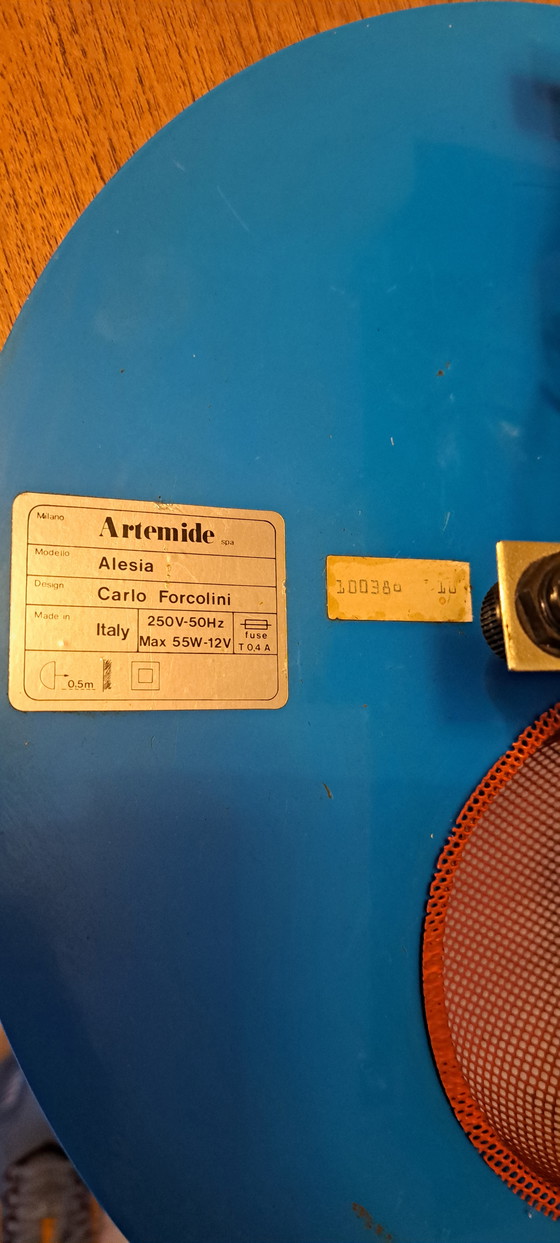 Milano
Artemide spa
Modello
Alesia
Design
Carlo Forcolini
Made in
Italy
250V-50Hz
Max 55W-12V
fuse
T 0,4 A
0.5m